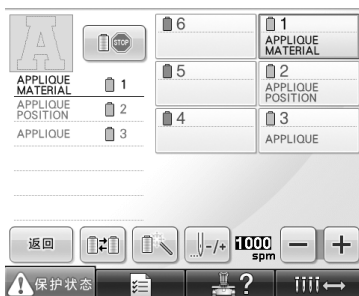 A
STOP
APPLIQUE
MATERIAL
1
APPLIQUE
POSITION
2
APPLIQUE
3
6
1
APPLIQUE
MATERIAL
5
2
APPLIQUE
POSITION
4
3
APPLIQUE
返回
-/+
1000
spm
−
+
保护状态
?